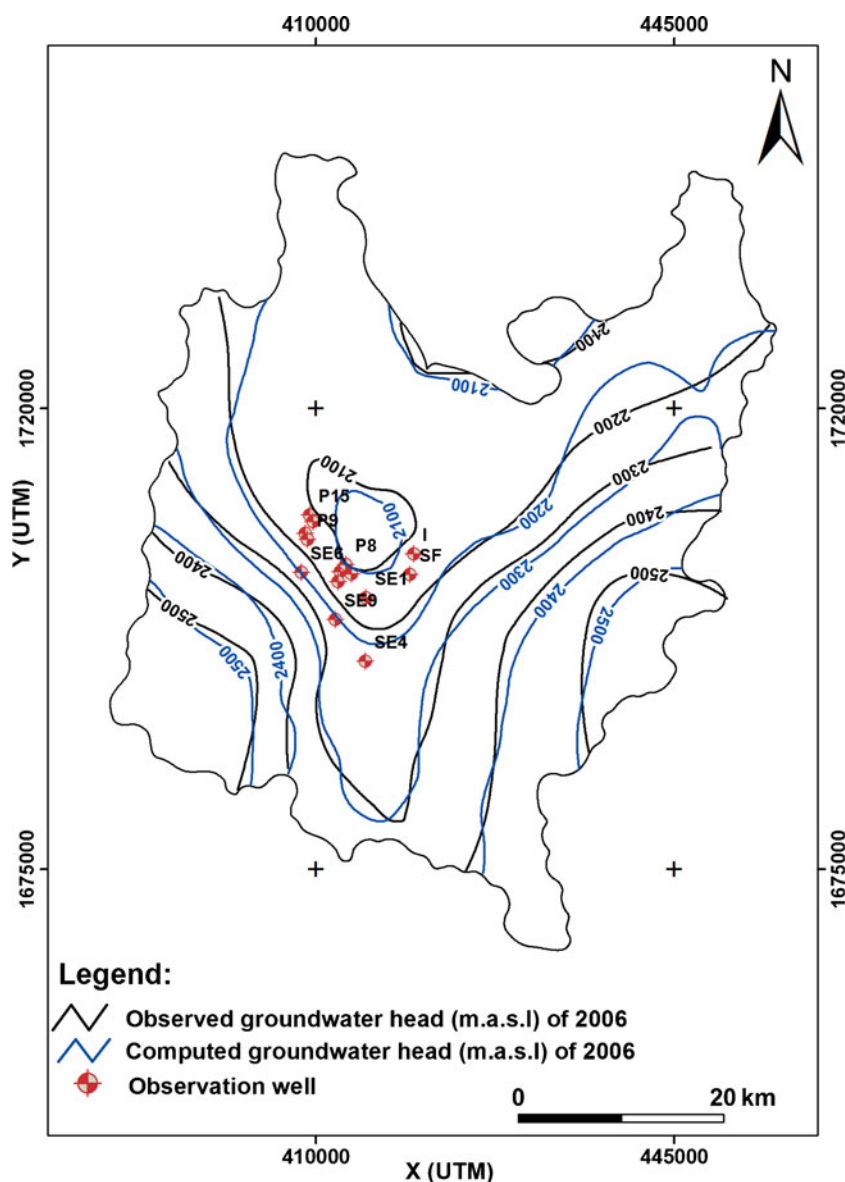 410000 445000
N
2100
2100
2200
1720000 1720000
2100
2300
P15
2100
2200
P9
I
2400
P8
SF
SE6
SE1
2300
2400
2500
2400
SE9
2500
2500
SE4
2400
2500
Y (UTM)
1675000 1675000
Legend:
Observed groundwater head (m.a.s.l) of 2006
Computed groundwater head (m.a.s.l) of 2006
Observation well
0 20 km
410000 445000
X (UTM)